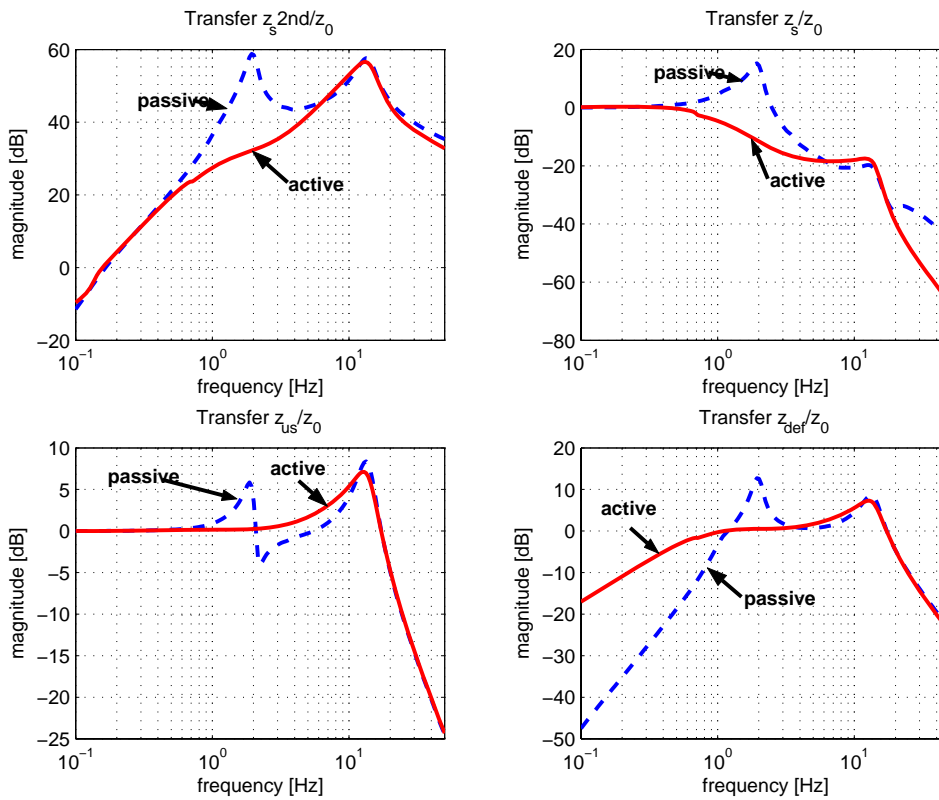 Transfer z_s 2nd/z_0
60
40
20
0
−20
magnitude [dB]
passive
active
10^−1
10^0
10^1
frequency [Hz]
Transfer z_s/z_0
20
0
−20
−40
−60
−80
magnitude [dB]
passive
active
10^−1
10^0
10^1
frequency [Hz]
Transfer z_us/z_0
10
5
0
−5
−10
−15
−20
−25
magnitude [dB]
passive
active
10^−1
10^0
10^1
frequency [Hz]
Transfer z_def/z_0
20
10
0
−10
−20
−30
−40
−50
magnitude [dB]
active
passive
10^−1
10^0
10^1
frequency [Hz]